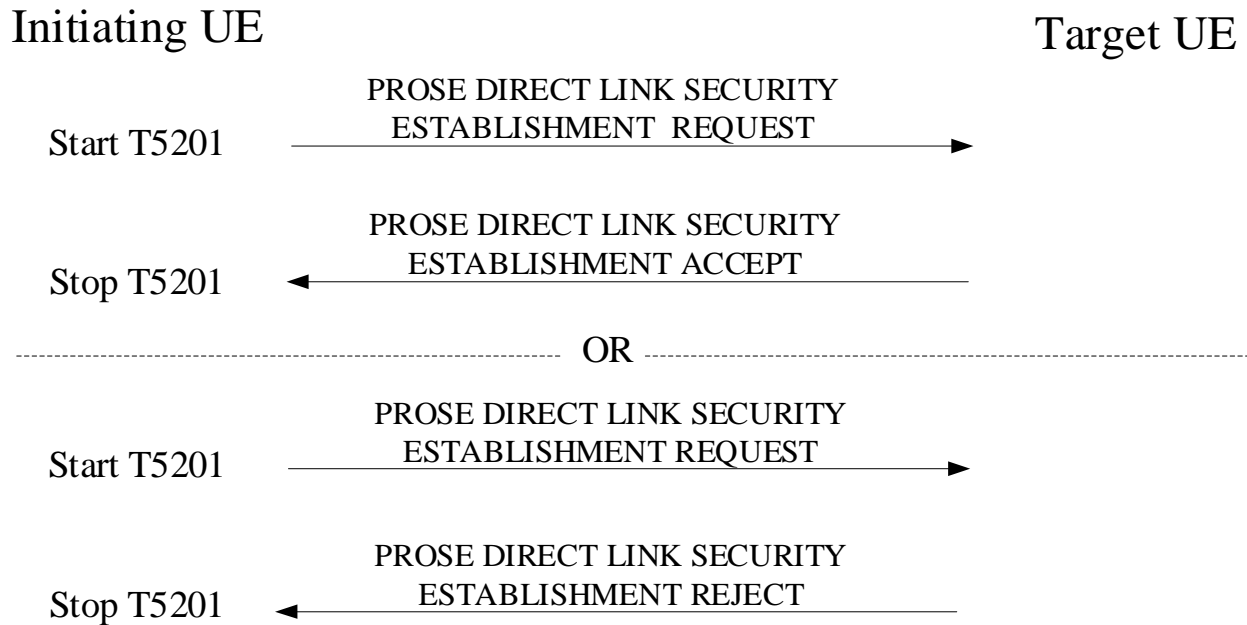 Initiating UE
Target UE
PROSE DIRECT LINK SECURITY
ESTABLISHMENT REQUEST
Start T5201
PROSE DIRECT LINK SECURITY
ESTABLISHMENT ACCEPT
Stop T5201
OR
PROSE DIRECT LINK SECURITY
ESTABLISHMENT REQUEST
Start T5201
PROSE DIRECT LINK SECURITY
ESTABLISHMENT REJECT
Stop T5201